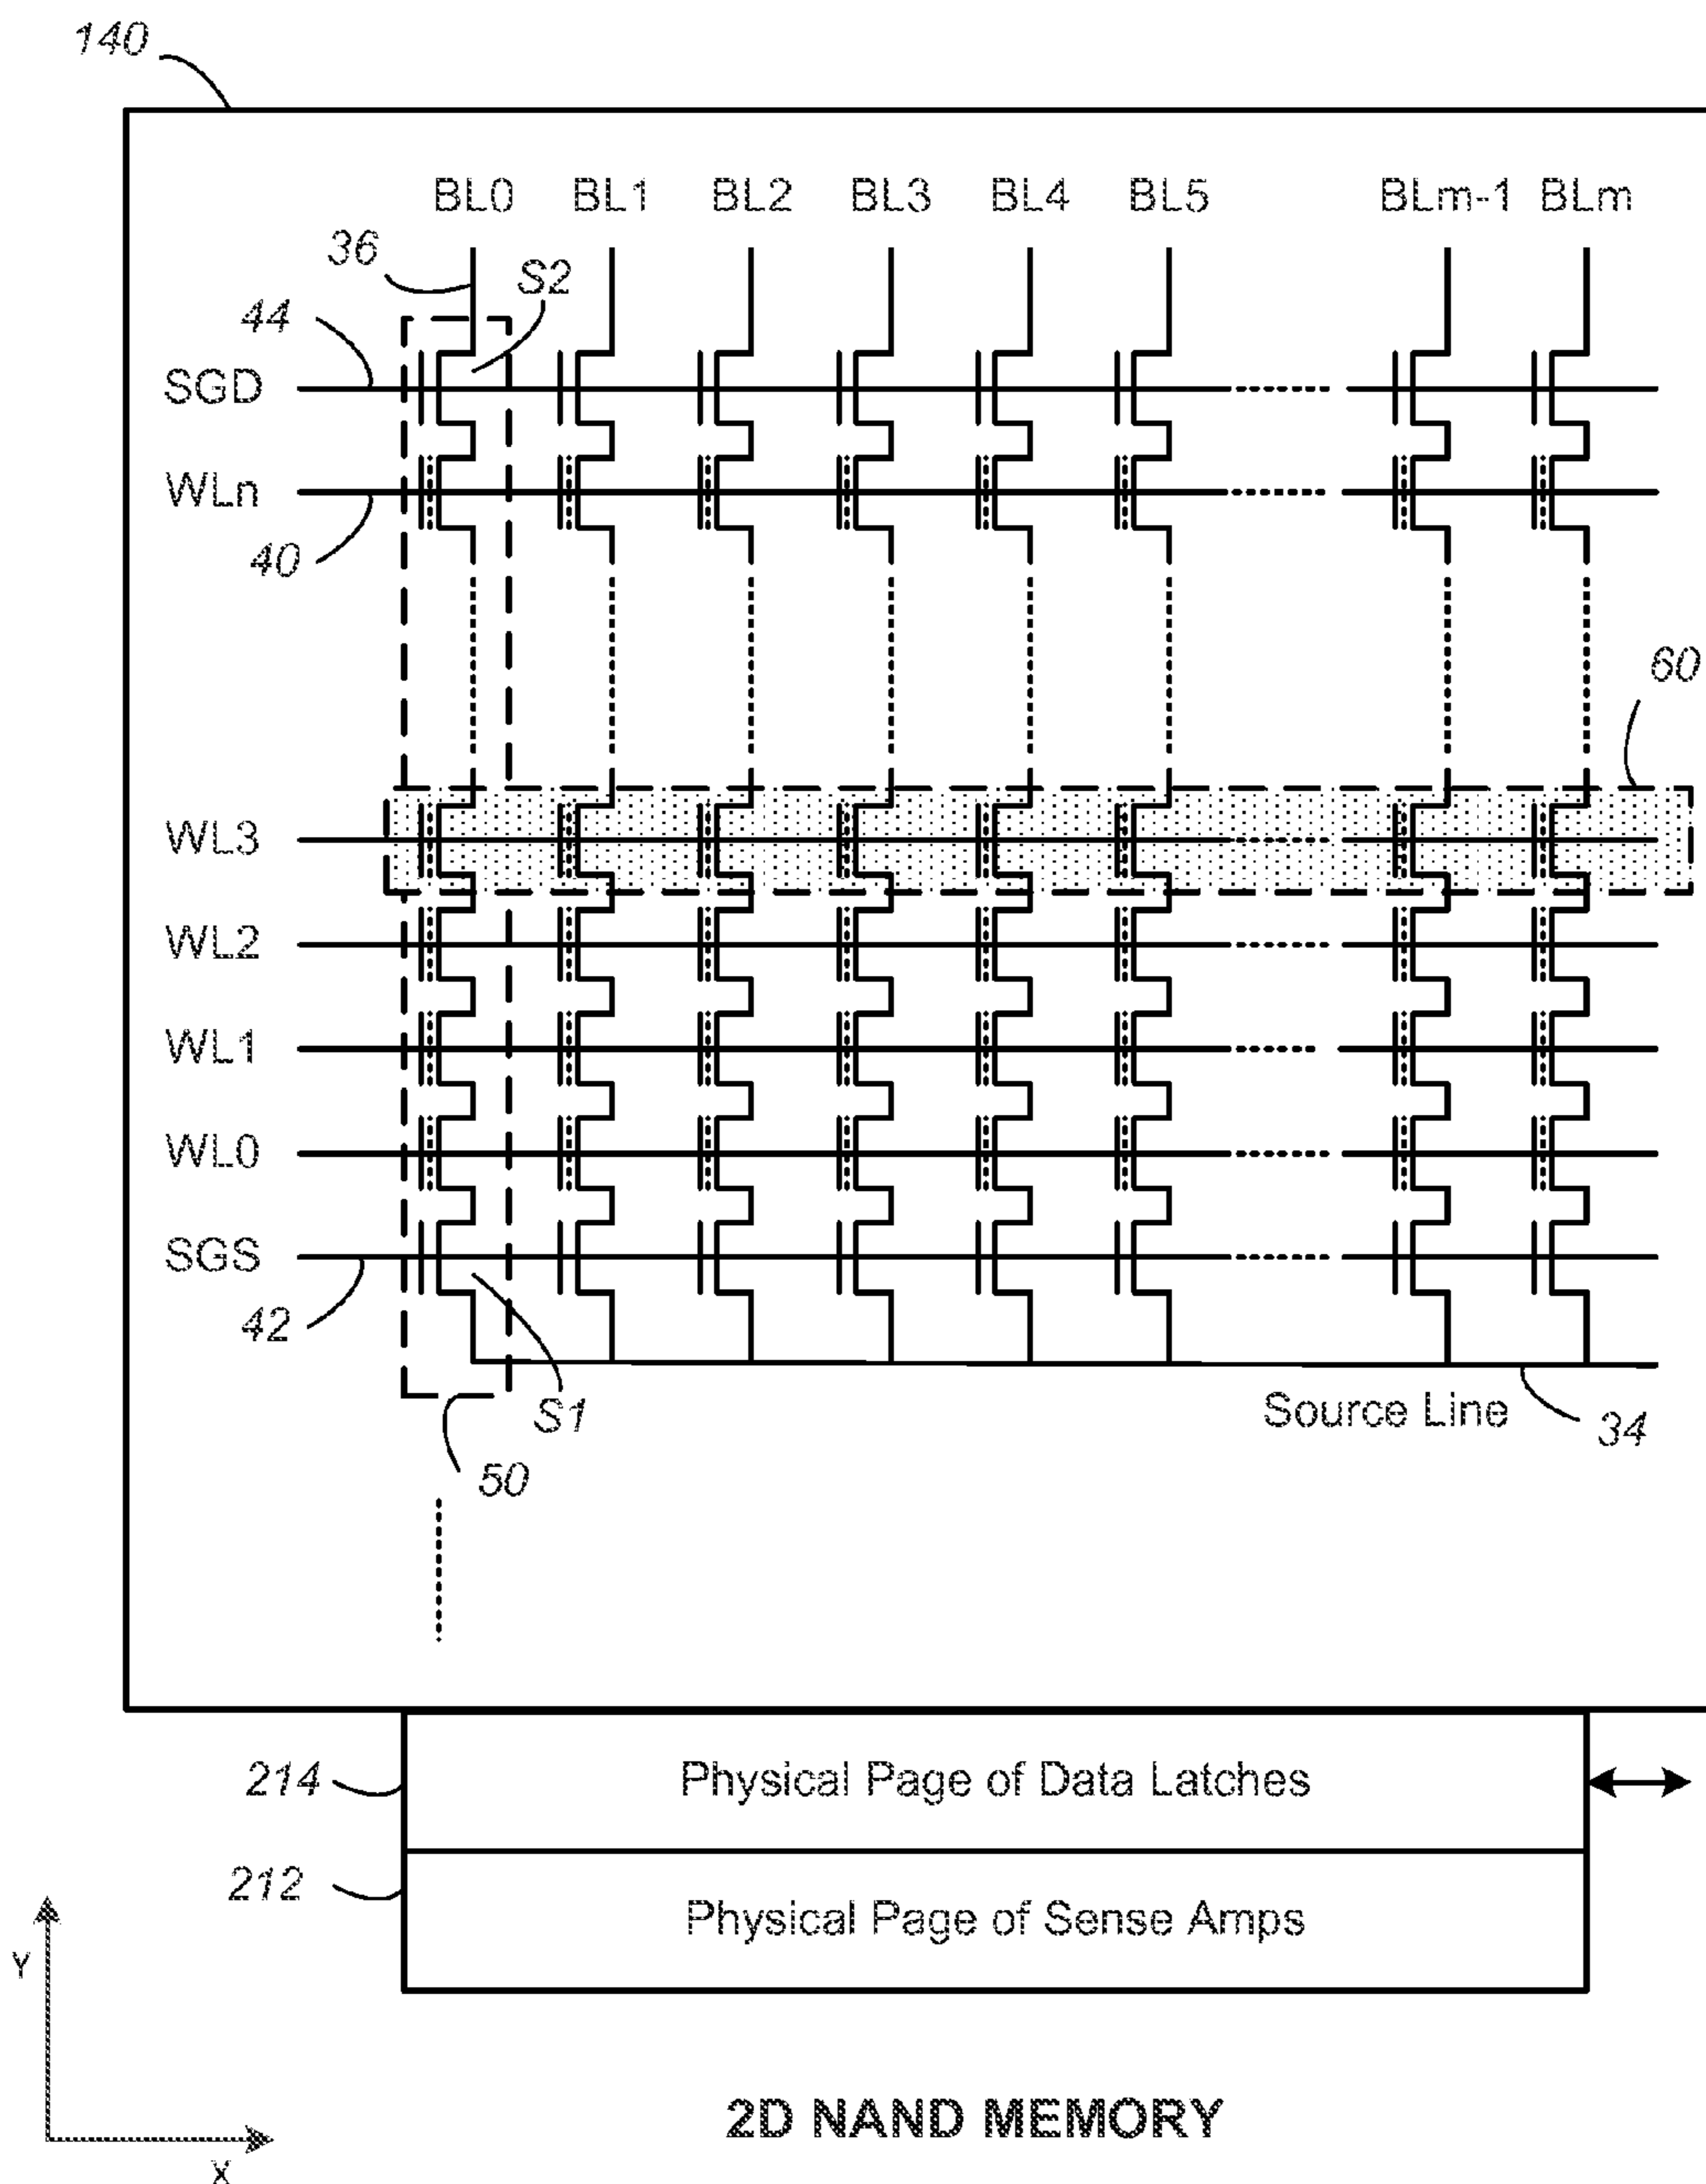 140
BL0 BL1 BL2 BL3 BL4 BL5 BLm-1 BLm
36
S2
44
SGD
WLn
40
60
WL3
WL2
WL1
WL0
SGS
42
S1
Source Line
34
50
214
Physical Page of Data Latches
212
Physical Page of Sense Amps
Y
X
2D NAND MEMORY